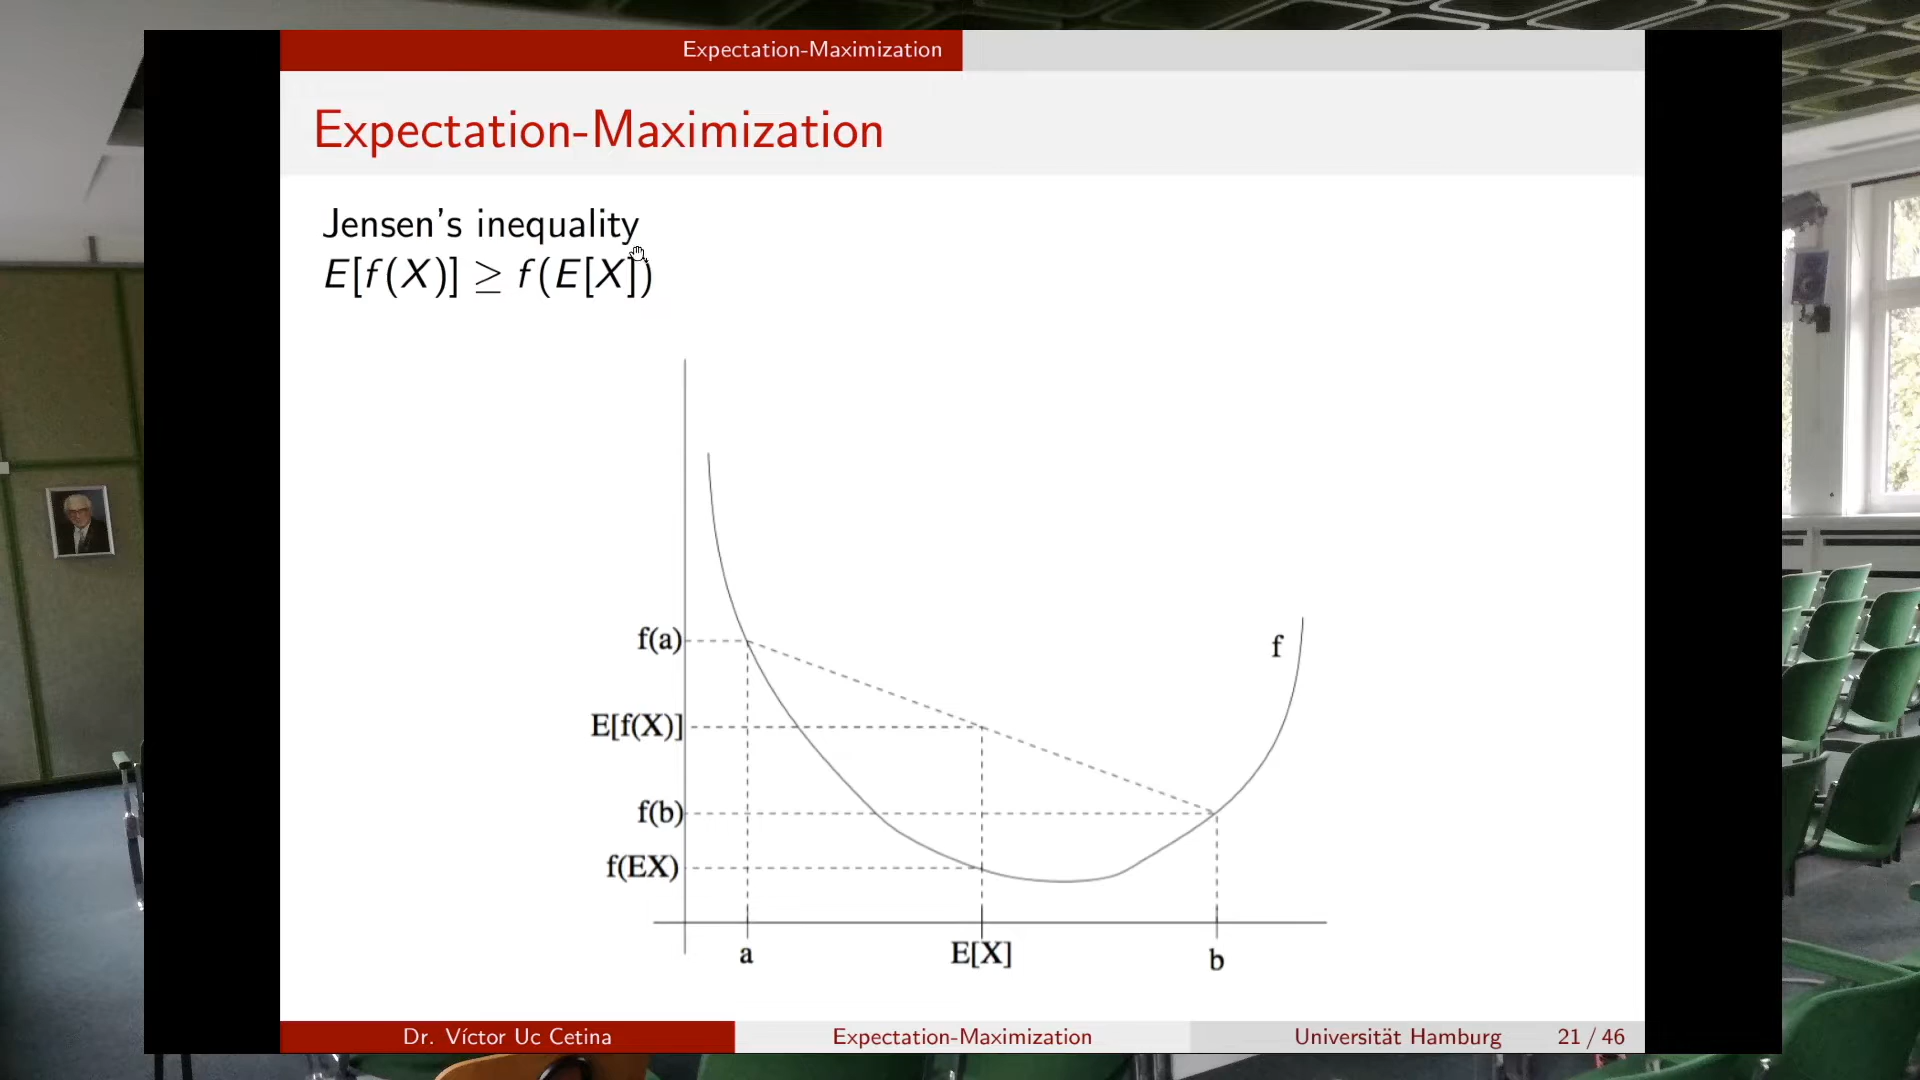 Expectation-Maximization
Expectation-Maximization
Jensen's inequality
E[f(X)] ≥ f(E[X])
f(a)
f
E[f(X)]
f(b)
f(EX)
a
E[X]
b
Dr. Víctor Uc Cetina
Expectation-Maximization
Universität Hamburg
21 / 46